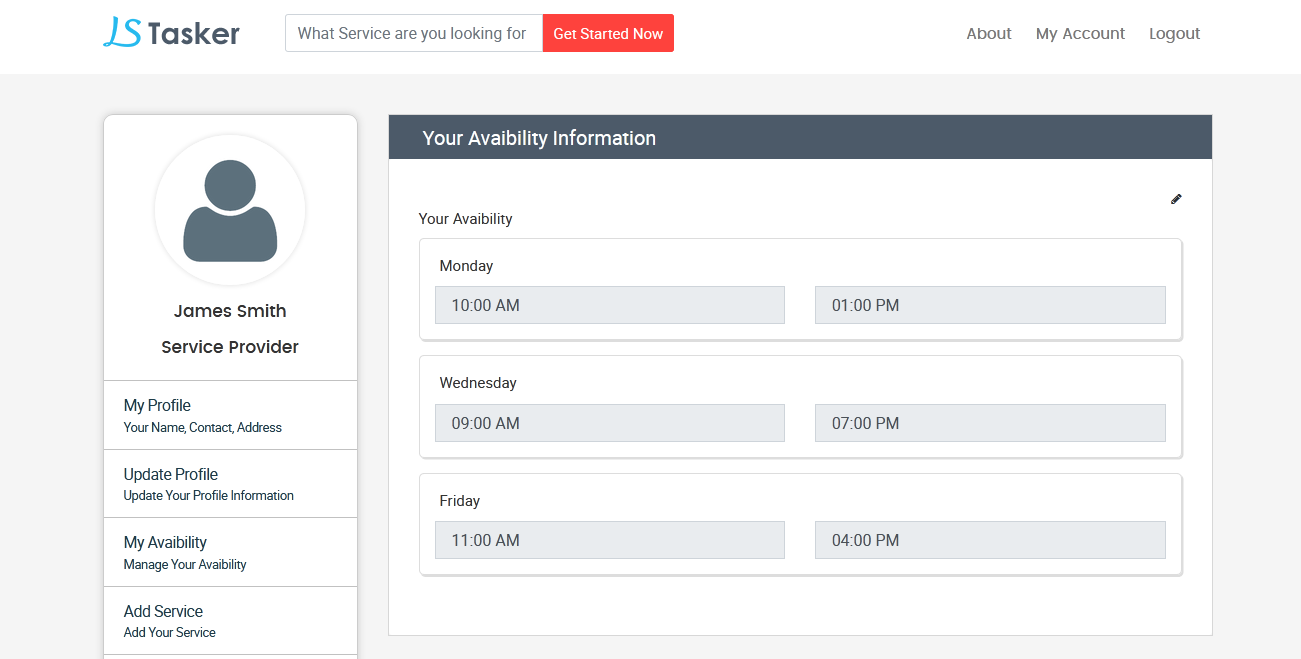 LS Tasker
What Service are you looking for
Get Started Now
About
My Account
Logout
James Smith
Service Provider
My Profile
Your Name, Contact, Address
Update Profile
Update Your Profile Information
My Avaibility
Manage Your Avaibility
Add Service
Add Your Service
Your Avaibility Information
Your Avaibility
Monday
10:00 AM
01:00 PM
Wednesday
09:00 AM
07:00 PM
Friday
11:00 AM
04:00 PM